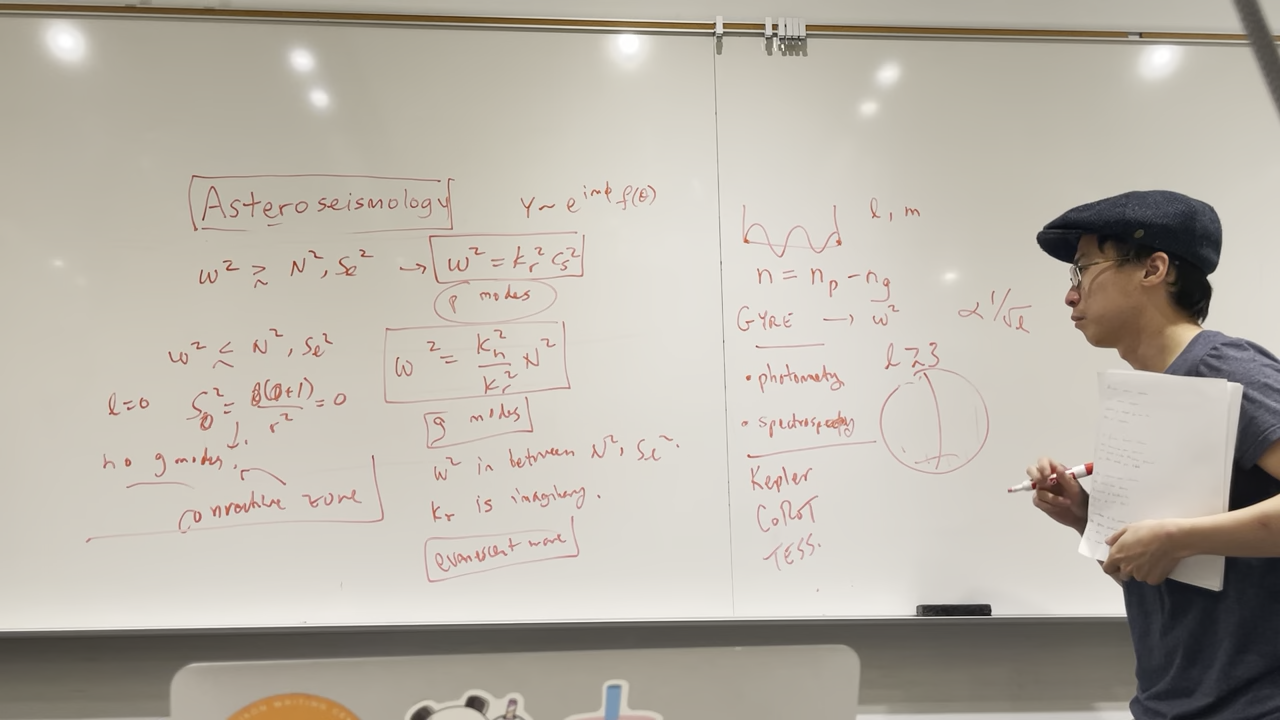 Asteroseismology
Y ~ e^{imφ} f(θ)
ω² ≳ N², S_ℓ² → ω² = k_r² c_s²
p modes
ω² ≲ N², S_ℓ²
ω² = k_h²/k_r² N²
g modes
ℓ=0 S_0² = ℓ(ℓ+1)/r² = 0
no g modes.
convective zone
ω² in between N², S_ℓ².
k_r is imaginary.
evanescent wave
ℓ, m
n = n_p - n_g
GYRE → ω²
α 1/√ℓ
ℓ ≥ 3
• photometry
• spectroscopy
Kepler
CoRoT
TESS.
WRITING